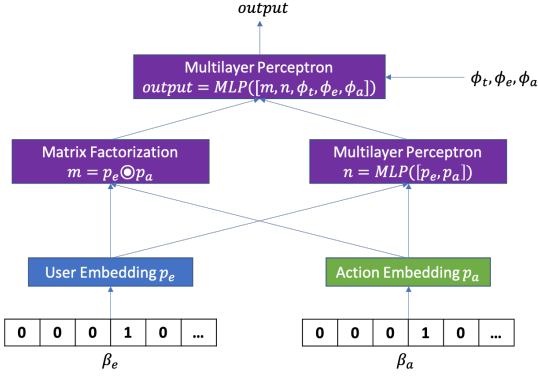 output
Multilayer Perceptron
output = MLP([m, n, ϕ_t, ϕ_e, ϕ_a])
ϕ_t, ϕ_e, ϕ_a
Matrix Factorization
m = p_e ⊙ p_a
Multilayer Perceptron
n = MLP([p_e, p_a])
User Embedding p_e
Action Embedding p_a
0 0 0 1 0 ...
0 0 0 1 0 ...
β_e
β_a